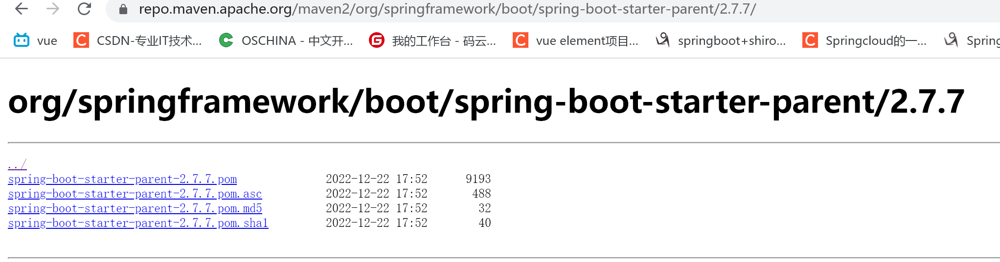 repo.maven.apache.org/maven2/org/springframework/boot/spring-boot-starter-parent/2.7.7/
vue CSDN-专业IT技术... OSCHINA - 中文开... 我的工作台 - 码云... vue element项目... springboot+shiro... Springcloud的一... Spring
org/springframework/boot/spring-boot-starter-parent/2.7.7
../
spring-boot-starter-parent-2.7.7.pom 2022-12-22 17:52 9193
spring-boot-starter-parent-2.7.7.pom.asc 2022-12-22 17:52 488
spring-boot-starter-parent-2.7.7.pom.md5 2022-12-22 17:52 32
spring-boot-starter-parent-2.7.7.pom.sha1 2022-12-22 17:52 40